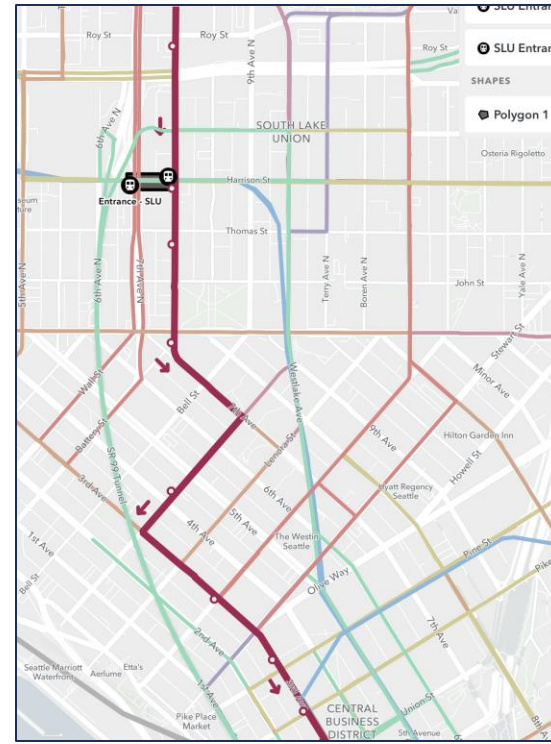 SLU Entrar
Roy St
Roy St
SLU Entran
Roy St
SHAPES
9th Ave N
Polygon 1
6th Ave N
SOUTH LAKE
UNION
Osteria Rigoletto
Harrison St
Entrance - SLU
Thomas St
5th Ave N
6th Ave N
7th Ave N
Terry Ave N
Boren Ave N
John St
Yale Ave N
Stewart St
Wall St
Bell St
Westlake Ave
Minor Ave
7th Ave
Battery St
Lenora St
9th Ave
Hilton Garden Inn
SR 99 Tunnel
3rd Ave
Howell St
6th Ave
Hyatt Regency
Seattle
1st Ave
4th Ave
5th Ave
The Westin
Seattle
Pine St
Bell St
Olive Way
Pike
2nd Ave
7th Ave
Seattle Marriott
Waterfront
Aerlume
Etta's
1st Ave
Union St
Pike Place
Market
CENTRAL
BUSINESS
DISTRICT
5th Avenue
8th A